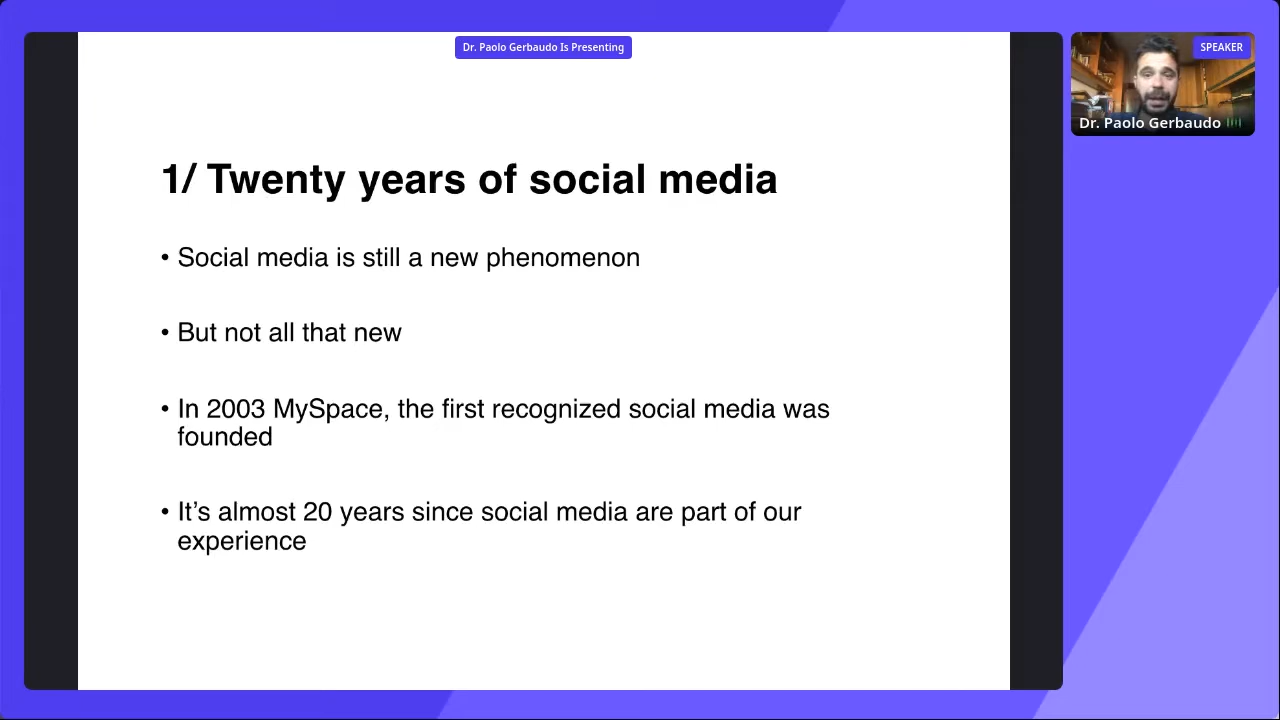 Dr. Paolo Gerbaudo Is Presenting
SPEAKER
Dr. Paolo Gerbaudo
1/ Twenty years of social media
• Social media is still a new phenomenon
• But not all that new
• In 2003 MySpace, the first recognized social media was
founded
• It’s almost 20 years since social media are part of our
experience